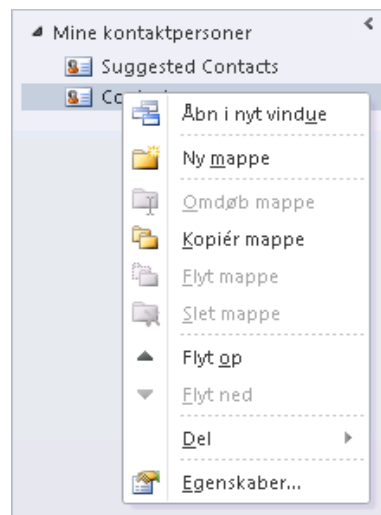 Mine kontaktpersoner
Suggested Contacts
Åbn i nyt vindue
Ny mappe
Omdøb mappe
Kopiér mappe
Flyt mappe
Slet mappe
Flyt op
Flyt ned
Del
Egenskaber...